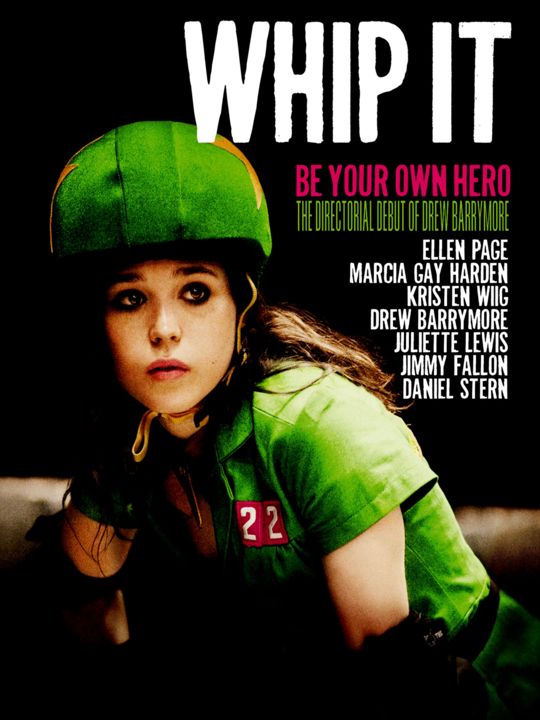 WHIP IT
BE YOUR OWN HERO
THE DIRECTORIAL DEBUT OF DREW BARRYMORE
ELLEN PAGE
MARCIA GAY HARDEN
KRISTEN WIIG
DREW BARRYMORE
JULIETTE LEWIS
JIMMY FALLON
DANIEL STERN
22